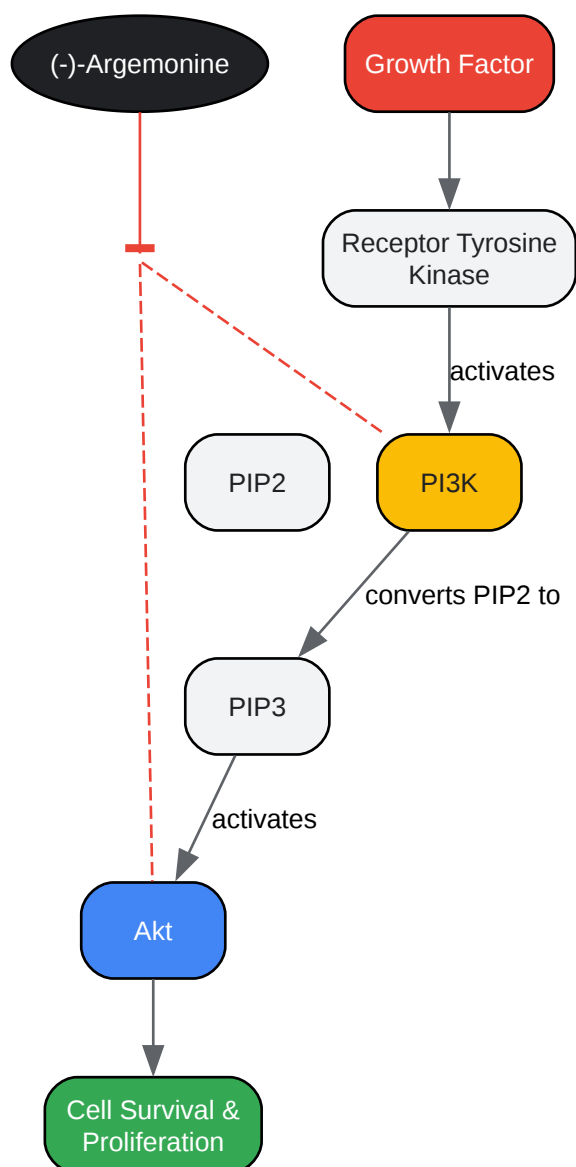 (-)-Argemonine
Growth Factor
Receptor Tyrosine
Kinase
activates
PIP2
PI3K
converts PIP2 to
PIP3
activates
Akt
Cell Survival &
Proliferation